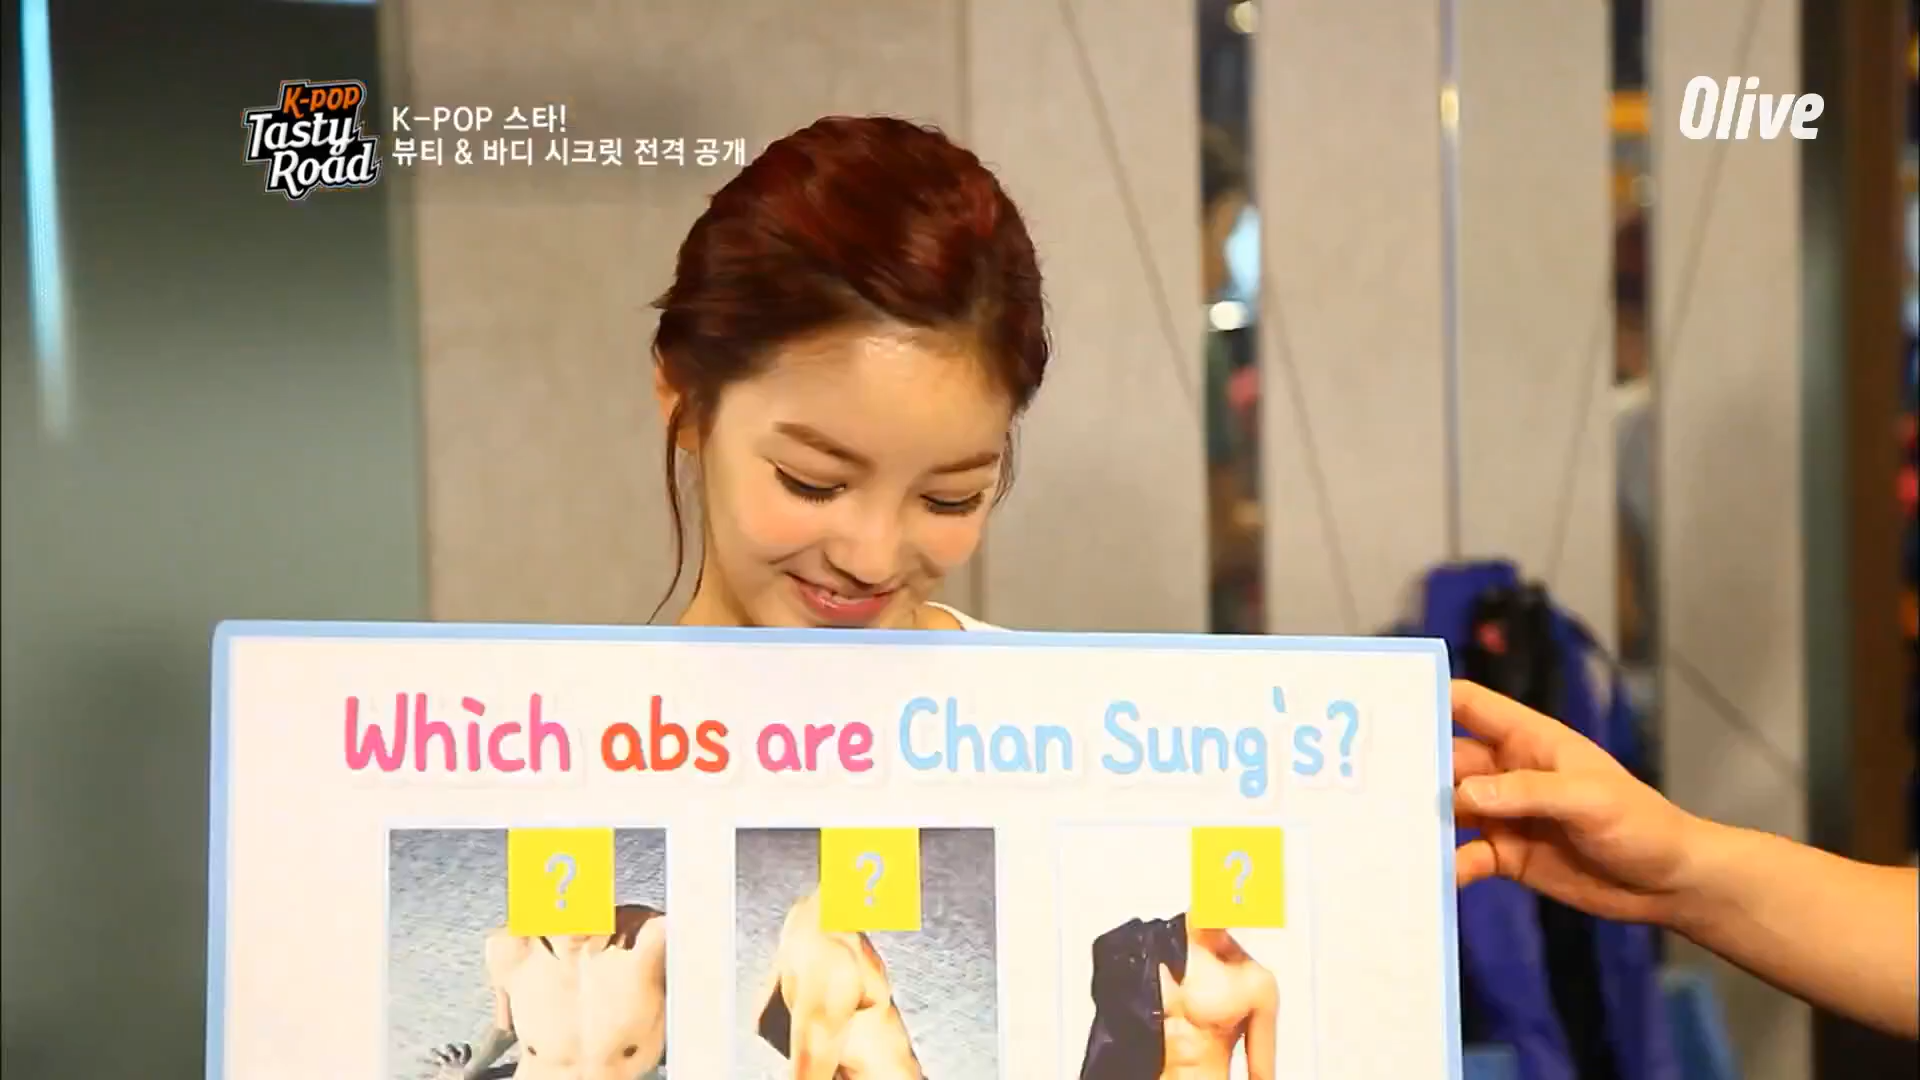 K-POP
Tasty
Road
K-POP 스타!
뷰티 & 바디 시크릿 전격 공개
Olive
Which abs are Chan Sung's?
? ? ?